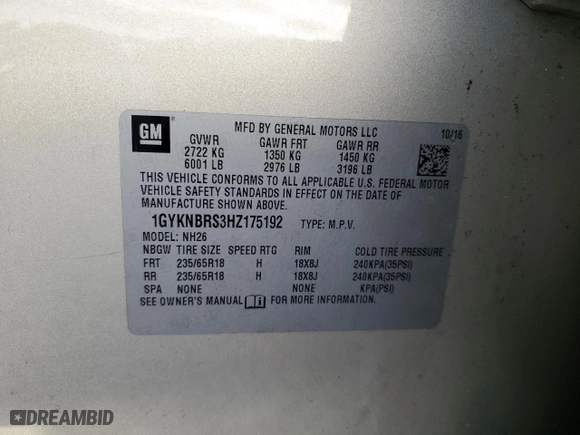 GM ®
MFD BY GENERAL MOTORS LLC 10/16
GVWR GAWR FRT GAWR RR
2722 KG 1350 KG 1450 KG
6001 LB 2976 LB 3196 LB
THIS VEHICLE CONFORMS TO ALL APPLICABLE U.S. FEDERAL MOTOR
VEHICLE SAFETY STANDARDS IN EFFECT ON THE DATE OF
MANUFACTURE SHOWN ABOVE.
1GYKNBRS3HZ175192 TYPE: M.P.V.
MODEL: NH26
NBGW TIRE SIZE SPEED RTG RIM COLD TIRE PRESSURE
FRT 235/65R18 H 18X8J 240KPA(35PSI)
RR 235/65R18 H 18X8J 240KPA(35PSI)
SPA NONE NONE KPA(PSI)
SEE OWNER'S MANUAL i FOR MORE INFORMATION.
DREAMBID